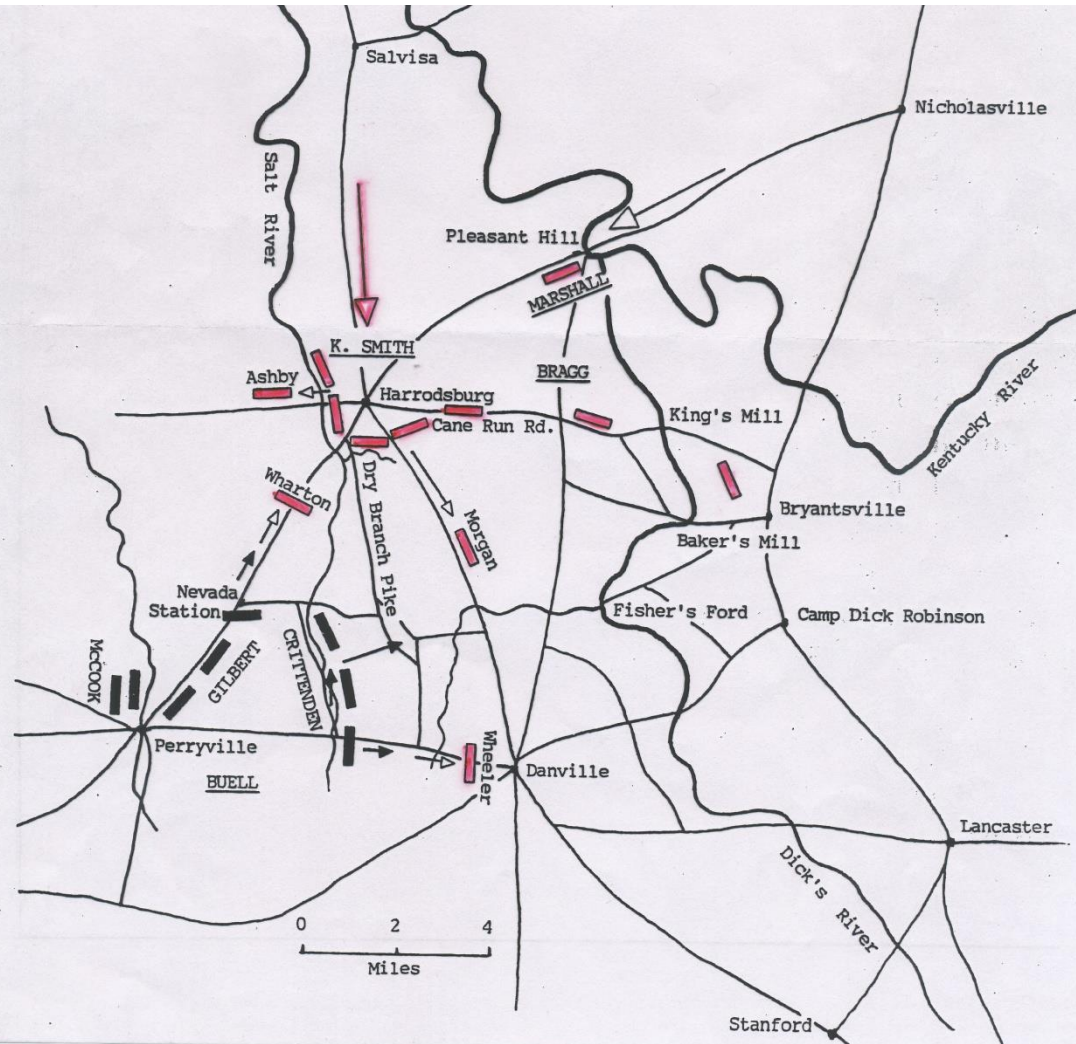 Salvisa
Nicholasville
Salt River
Pleasant Hill
MARSHALL
K. SMITH
BRAGG
Ashby
Harrodsburg
Cane Run Rd.
King's Mill
Kentucky River
Wharton
Dry Branch Pike
Morgan
Bryantsville
Baker's Mill
Nevada
Station
Fisher's Ford
Camp Dick Robinson
McCOOK
GILBERT
CRITTENDEN
Perryville
BUELL
Wheeler
Danville
Lancaster
Dick's River
0 2 4
Miles
Stanford